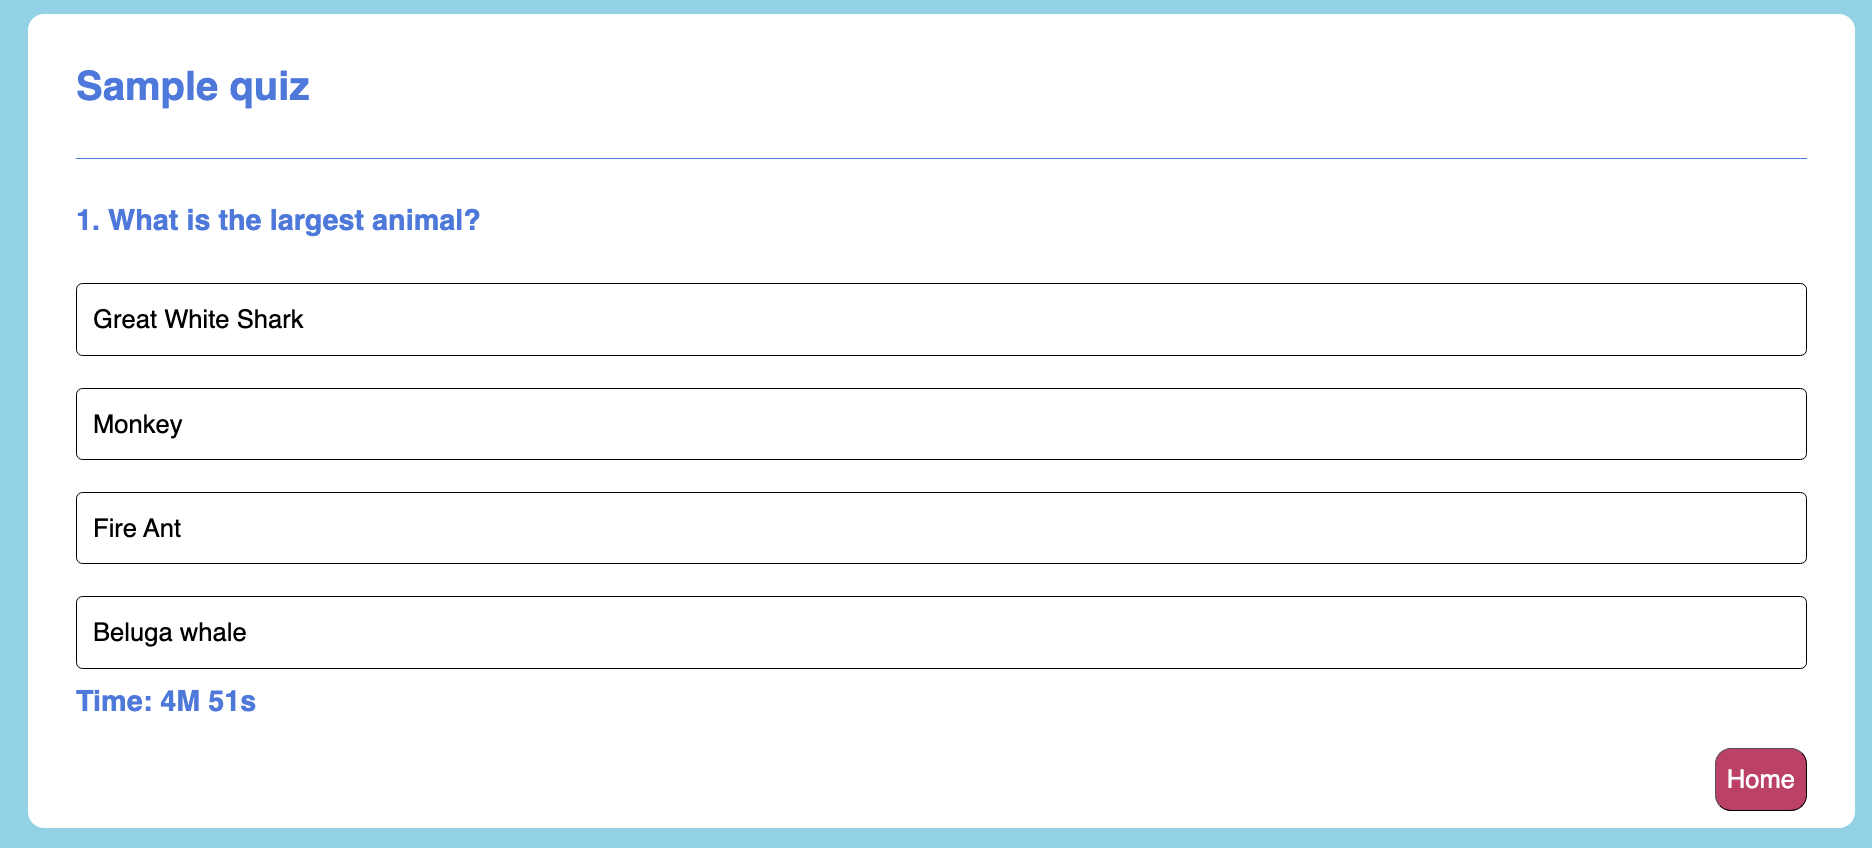 Sample quiz
1. What is the largest animal?
Great White Shark
Monkey
Fire Ant
Beluga whale
Time: 4M 51s
Home